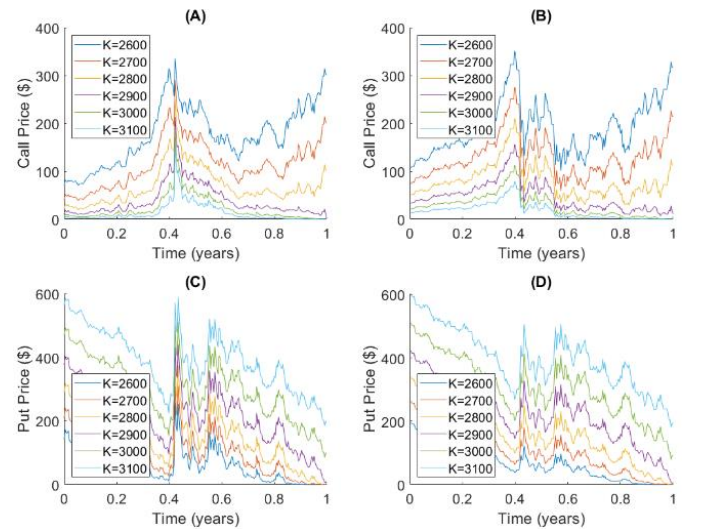 (A)
Call Price ($)
400
300
200
100
0
K=2600
K=2700
K=2800
K=2900
K=3000
K=3100
0 0.2 0.4 0.6 0.8 1
Time (years)
(B)
Call Price ($)
400
300
200
100
0
K=2600
K=2700
K=2800
K=2900
K=3000
K=3100
0 0.2 0.4 0.6 0.8 1
Time (years)
(C)
Put Price ($)
600
400
200
0
K=2600
K=2700
K=2800
K=2900
K=3000
K=3100
0 0.2 0.4 0.6 0.8 1
Time (years)
(D)
Put Price ($)
600
400
200
0
K=2600
K=2700
K=2800
K=2900
K=3000
K=3100
0 0.2 0.4 0.6 0.8 1
Time (years)